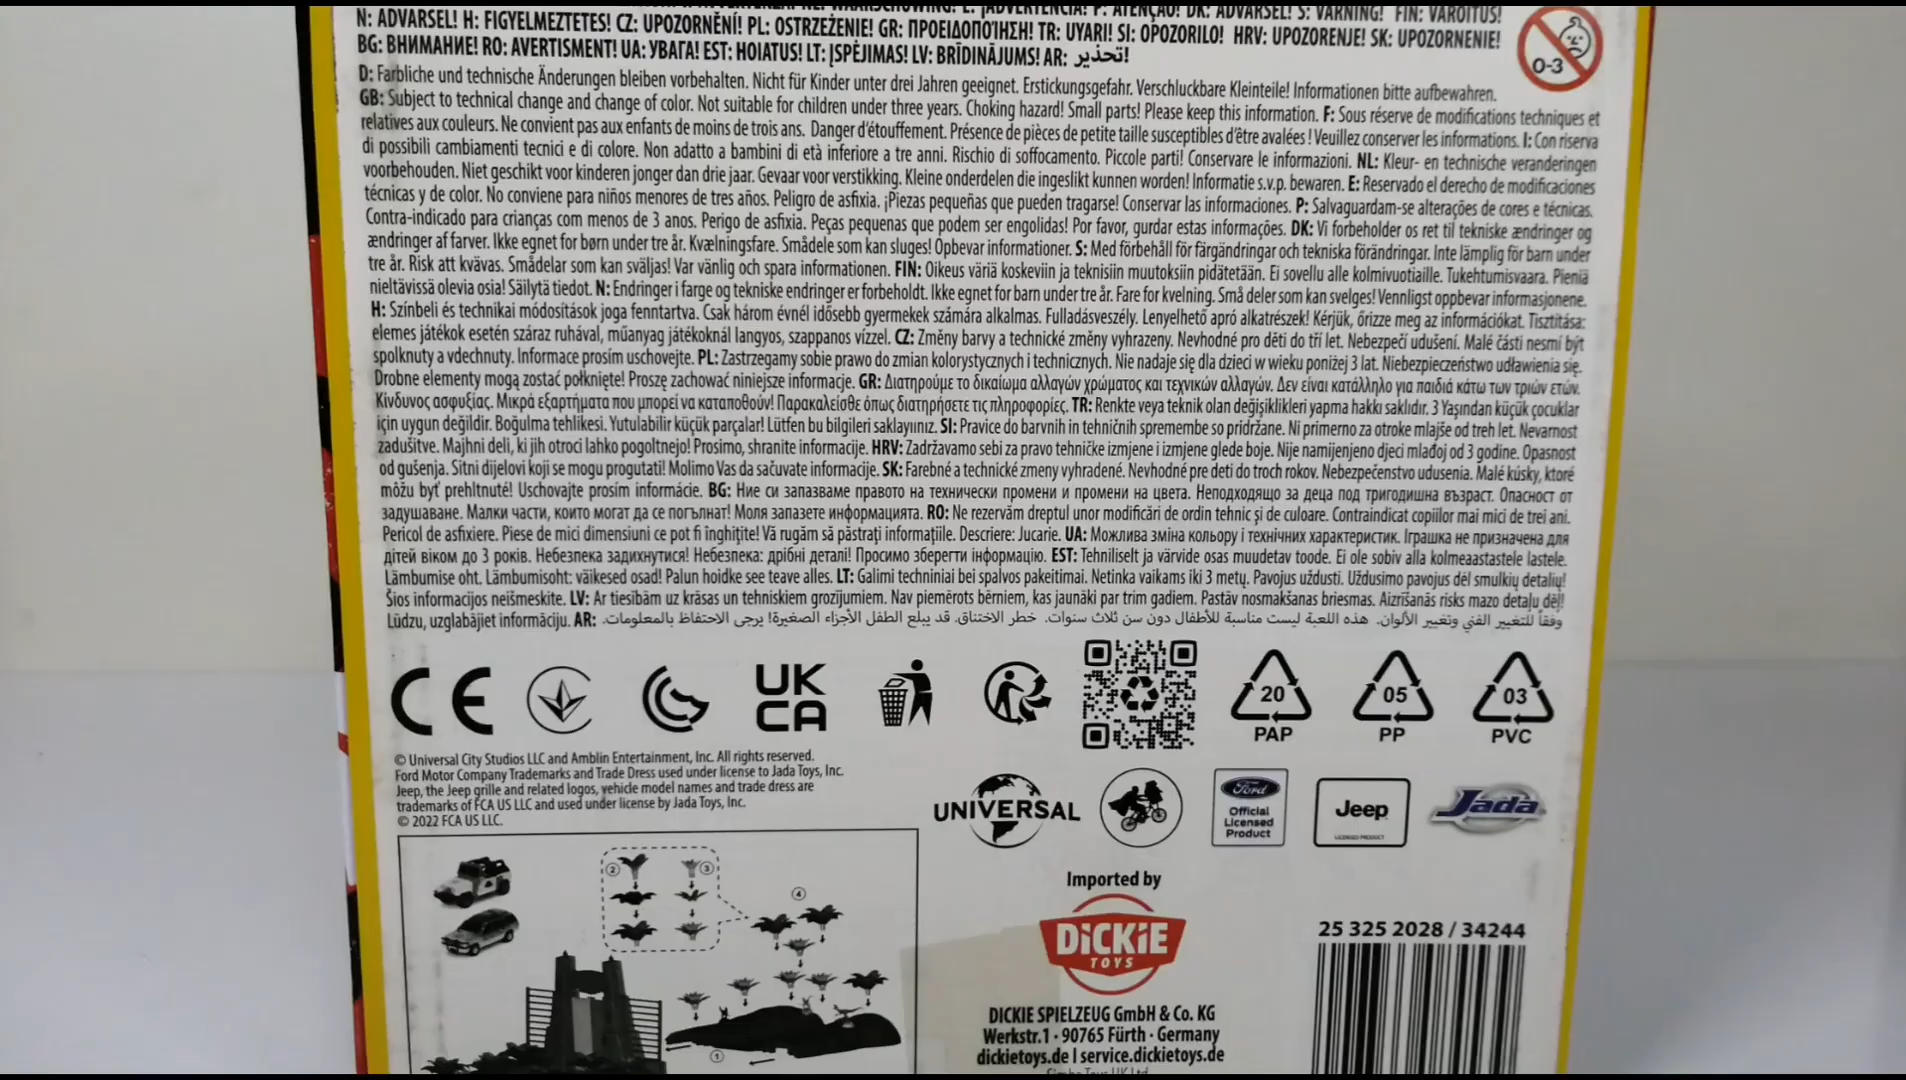 N: ADVARSEL! H: FIGYELMEZTETES! CZ: UPOZORNĚNÍ! PL: OSTRZEŻENIE! GR: ΠΡΟΕΙΔΟΠΟΊΗΣΗ! TR: UYARI! SI: OPOZORILO! HRV: UPOZORENJE! SK: UPOZORNENIE!
BG: ВНИМАНИЕ! RO: AVERTISMENT! UA: УВАГА! EST: HOIATUS! LT: ĮSPĖJIMAS! LV: BRĪDINĀJUMS! AR: تحذير!
0-3
D: Farbliche und technische Änderungen bleiben vorbehalten. Nicht für Kinder unter drei Jahren geeignet. Erstickungsgefahr. Verschluckbare Kleinteile! Informationen bitte aufbewahren.
GB: Subject to technical change and change of color. Not suitable for children under three years. Choking hazard! Small parts! Please keep this information. F: Sous réserve de modifications techniques et
relatives aux couleurs. Ne convient pas aux enfants de moins de trois ans. Danger d'étouffement. Présence de pièces de petite taille susceptibles d'être avalées ! Veuillez conserver les informations. I: Con riserva
di possibili cambiamenti tecnici e di colore. Non adatto a bambini di età inferiore a tre anni. Rischio di soffocamento. Piccole parti! Conservare le informazioni. NL: Kleur- en technische veranderingen
voorbehouden. Niet geschikt voor kinderen jonger dan drie jaar. Gevaar voor verstikking. Kleine onderdelen die ingeslikt kunnen worden! Informatie s.v.p. bewaren. E: Reservado el derecho de modificaciones
técnicas y de color. No conviene para niños menores de tres años. Peligro de asfixia. ¡Piezas pequeñas que pueden tragarse! Conservar las informaciones. P: Salvaguardam-se alterações de cores e técnicas.
Contra-indicado para crianças com menos de 3 anos. Perigo de asfixia. Peças pequenas que podem ser engolidas! Por favor, gurdar estas informações. DK: Vi forbeholder os ret til tekniske ændringer og
ændringer af farver. Ikke egnet for børn under tre år. Kvælningsfare. Smådele som kan sluges! Opbevar informationer. S: Med förbehåll för färgändringar och tekniska förändringar. Inte lämplig för barn under
tre år. Risk att kvävas. Smådelar som kan sväljas! Var vänlig och spara informationen. FIN: Oikeus väriä koskeviin ja teknisiin muutoksiin pidätetään. Ei sovellu alle kolmivuotiaille. Tukehtumisvaara. Pieniä
nieltävissä olevia osia! Säilytä tiedot. N: Endringer i farge og tekniske endringer er forbeholdt. Ikke egnet for barn under tre år. Fare for kvelning. Små deler som kan svelges! Vennligst oppbevar informasjonene.
H: Színbeli és technikai módosítások joga fenntartva. Csak három évnél idősebb gyermekek számára alkalmas. Fulladásveszély. Lenyelhető apró alkatrészek! Kérjük, őrizze meg az információkat. Tisztítása:
elemes játékok esetén száraz ruhával, műanyag játékoknál langyos, szappanos vízzel. CZ: Změny barvy a technické změny vyhrazeny. Nevhodné pro děti do tří let. Nebezpečí udušení. Malé části nesmí být
spolknuty a vdechnuty. Informace prosím uschovejte. PL: Zastrzegamy sobie prawo do zmian kolorystycznych i technicznych. Nie nadaje się dla dzieci w wieku poniżej 3 lat. Niebezpieczeństwo udławienia się.
Drobne elementy mogą zostać połknięte! Proszę zachować niniejsze informacje. GR: Διατηρούμε το δικαίωμα αλλαγών χρώματος και τεχνικών αλλαγών. Δεν είναι κατάλληλο για παιδιά κάτω των τριών ετών.
Κίνδυνος ασφυξίας. Μικρά εξαρτήματα που μπορεί να καταποθούν! Παρακαλείσθε όπως διατηρήσετε τις πληροφορίες. TR: Renkte veya teknik olan değişiklikleri yapma hakkı saklıdır. 3 Yaşından küçük çocuklar
için uygun değildir. Boğulma tehlikesi. Yutulabilir küçük parçalar! Lütfen bu bilgileri saklayınız. SI: Pravice do barvnih in tehničnih sprememb so pridržane. Ni primerno za otroke mlajše od treh let. Nevarnost
zadušitve. Majhni deli, ki jih otroci lahko pogoltnejo! Prosimo, shranite informacije. HRV: Zadržavamo sebi za pravo tehničke izmjene i izmjene glede boje. Nije namijenjeno djeci mlađoj od 3 godine. Opasnost
od gušenja. Sitni dijelovi koji se mogu progutati! Molimo Vas da sačuvate informacije. SK: Farebné a technické zmeny vyhradené. Nevhodné pre deti do troch rokov. Nebezpečenstvo udusenia. Malé kúsky, ktoré
môžu byť prehltnuté! Uschovajte prosím informácie. BG: Ние си запазваме правото на технически промени и промени на цвета. Неподходящо за деца под тригодишна възраст. Опасност от
задушаване. Малки части, които могат да се погълнат! Моля запазете информацията. RO: Ne rezervăm dreptul unor modificări de ordin tehnic şi de culoare. Contraindicat copiilor mai mici de trei ani.
Pericol de asfixiere. Piese de mici dimensiuni ce pot fi înghiţite! Vă rugăm să păstraţi informaţiile. Descriere: Jucarie. UA: Можлива зміна кольору і технічних характеристик. Іграшка не призначена для
дітей віком до 3 років. Небезпека задихнутися! Небезпека: дрібні деталі! Просимо зберегти інформацію. EST: Tehniliselt ja värvide osas muudetav toode. Ei ole sobiv alla kolmeaastastele lastele.
Lämbumise oht. Lämbumisoht: väikesed osad! Palun hoidke see teave alles. LT: Galimi techniniai bei spalvos pakeitimai. Netinka vaikams iki 3 metų. Pavojus uždusti. Uždusimo pavojus dėl smulkių detalių!
Šios informacijos neišmeskite. LV: Ar tiesībām uz krāsas un tehniskiem grozījumiem. Nav piemērots bērniem, kas jaunāki par trim gadiem. Pastāv nosmakšanas briesmas. Aizrīšanās risks mazo detaļu dēļ!
Lūdzu, uzglabājiet informāciju. AR: وفقاً للتغيير الفني وتغيير الألوان. هذه اللعبة ليست مناسبة للأطفال دون سن ثلاث سنوات. خطر الاختناق. قد يبلع الطفل الأجزاء الصغيرة! يرجى الاحتفاظ بالمعلومات.
CE UK CA
20 PAP 05 PP 03 PVC
© Universal City Studios LLC and Amblin Entertainment, Inc. All rights reserved.
Ford Motor Company Trademarks and Trade Dress used under license to Jada Toys, Inc.
Jeep, the Jeep grille and related logos, vehicle model names and trade dress are
trademarks of FCA US LLC and used under license by Jada Toys, Inc.
© 2022 FCA US LLC.
UNIVERSAL
Ford
Official
Licensed
Product
Jeep
LICENSED PRODUCT
Jada
2 3
4
1
Imported by
DICKIE
TOYS
DICKIE SPIELZEUG GmbH & Co. KG
Werkstr.1 · 90765 Fürth · Germany
dickietoys.de | service.dickietoys.de
25 325 2028 / 34244